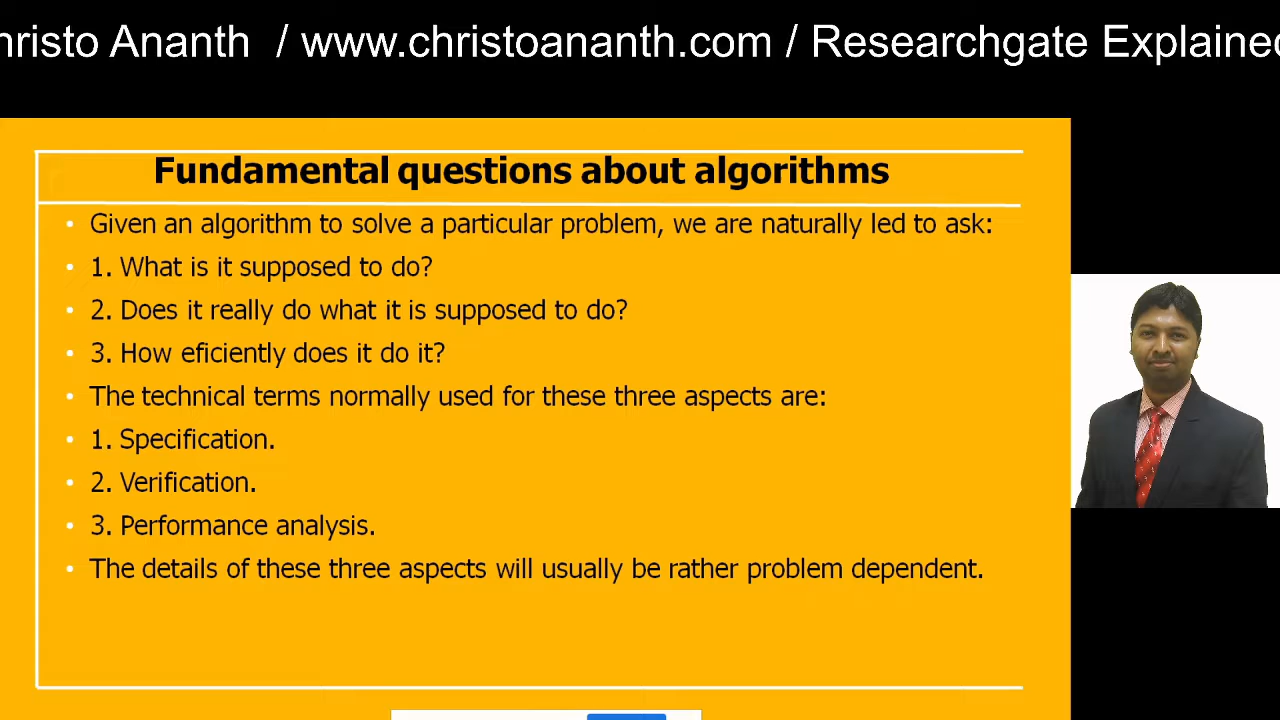 hristo Ananth / www.christoananth.com / Researchgate Explained
Fundamental questions about algorithms
• Given an algorithm to solve a particular problem, we are naturally led to ask:
• 1. What is it supposed to do?
• 2. Does it really do what it is supposed to do?
• 3. How eficiently does it do it?
• The technical terms normally used for these three aspects are:
• 1. Specification.
• 2. Verification.
• 3. Performance analysis.
• The details of these three aspects will usually be rather problem dependent.